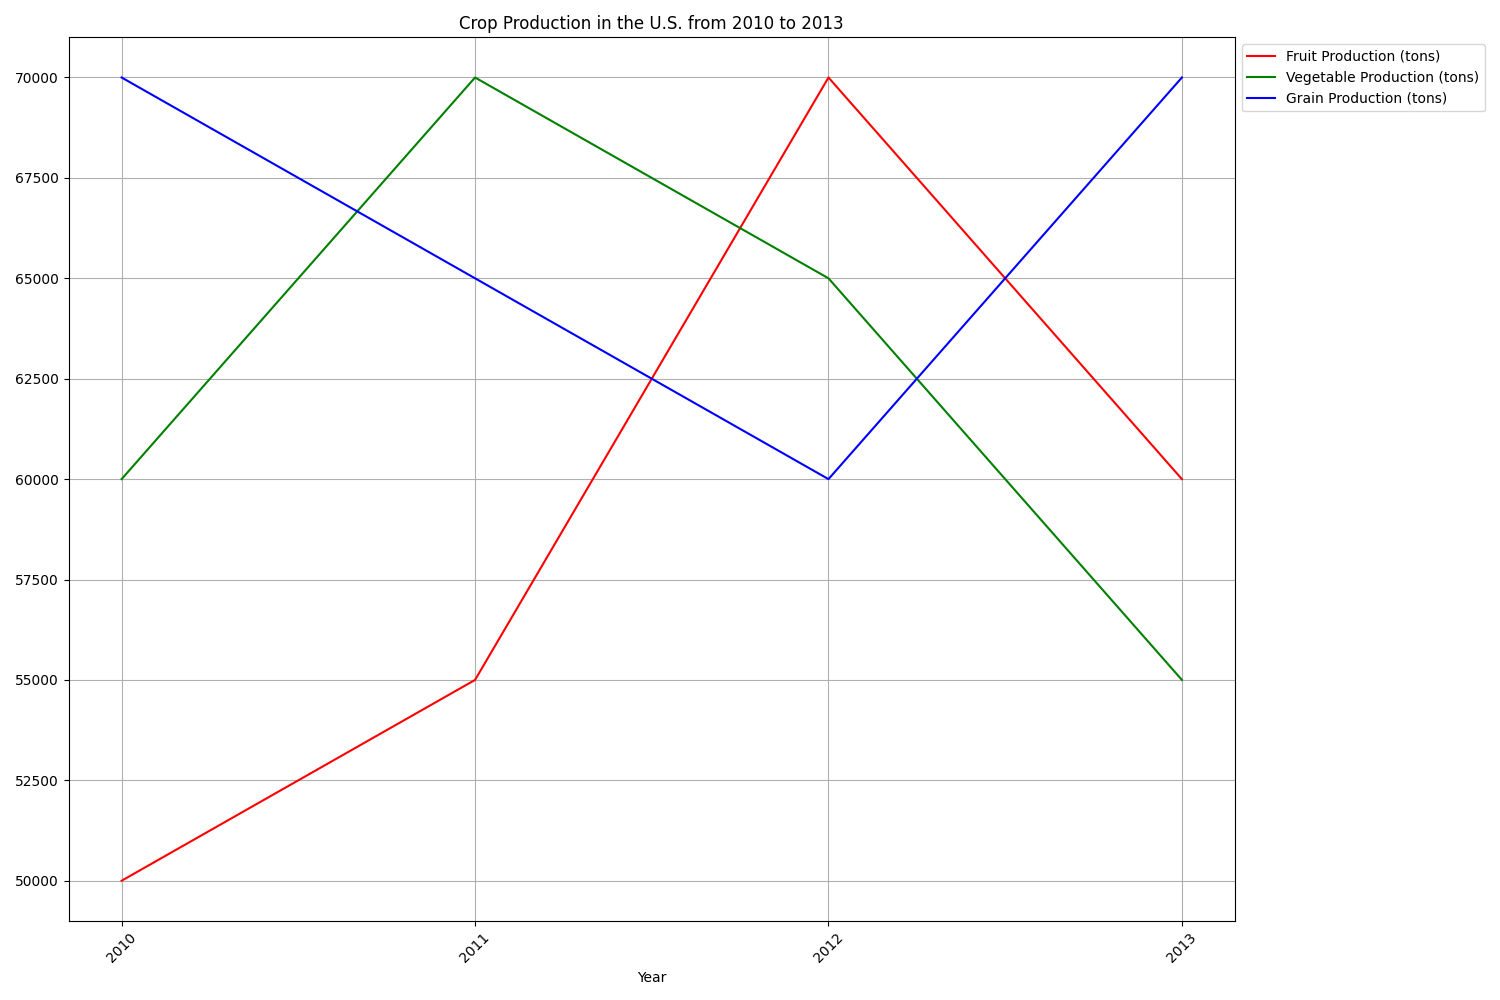 Crop Production in the U.S. from 2010 to 2013
Fruit Production (tons)
Vegetable Production (tons)
Grain Production (tons)
70000
67500
65000
62500
60000
57500
55000
52500
50000
2010
2011
2012
2013
Year